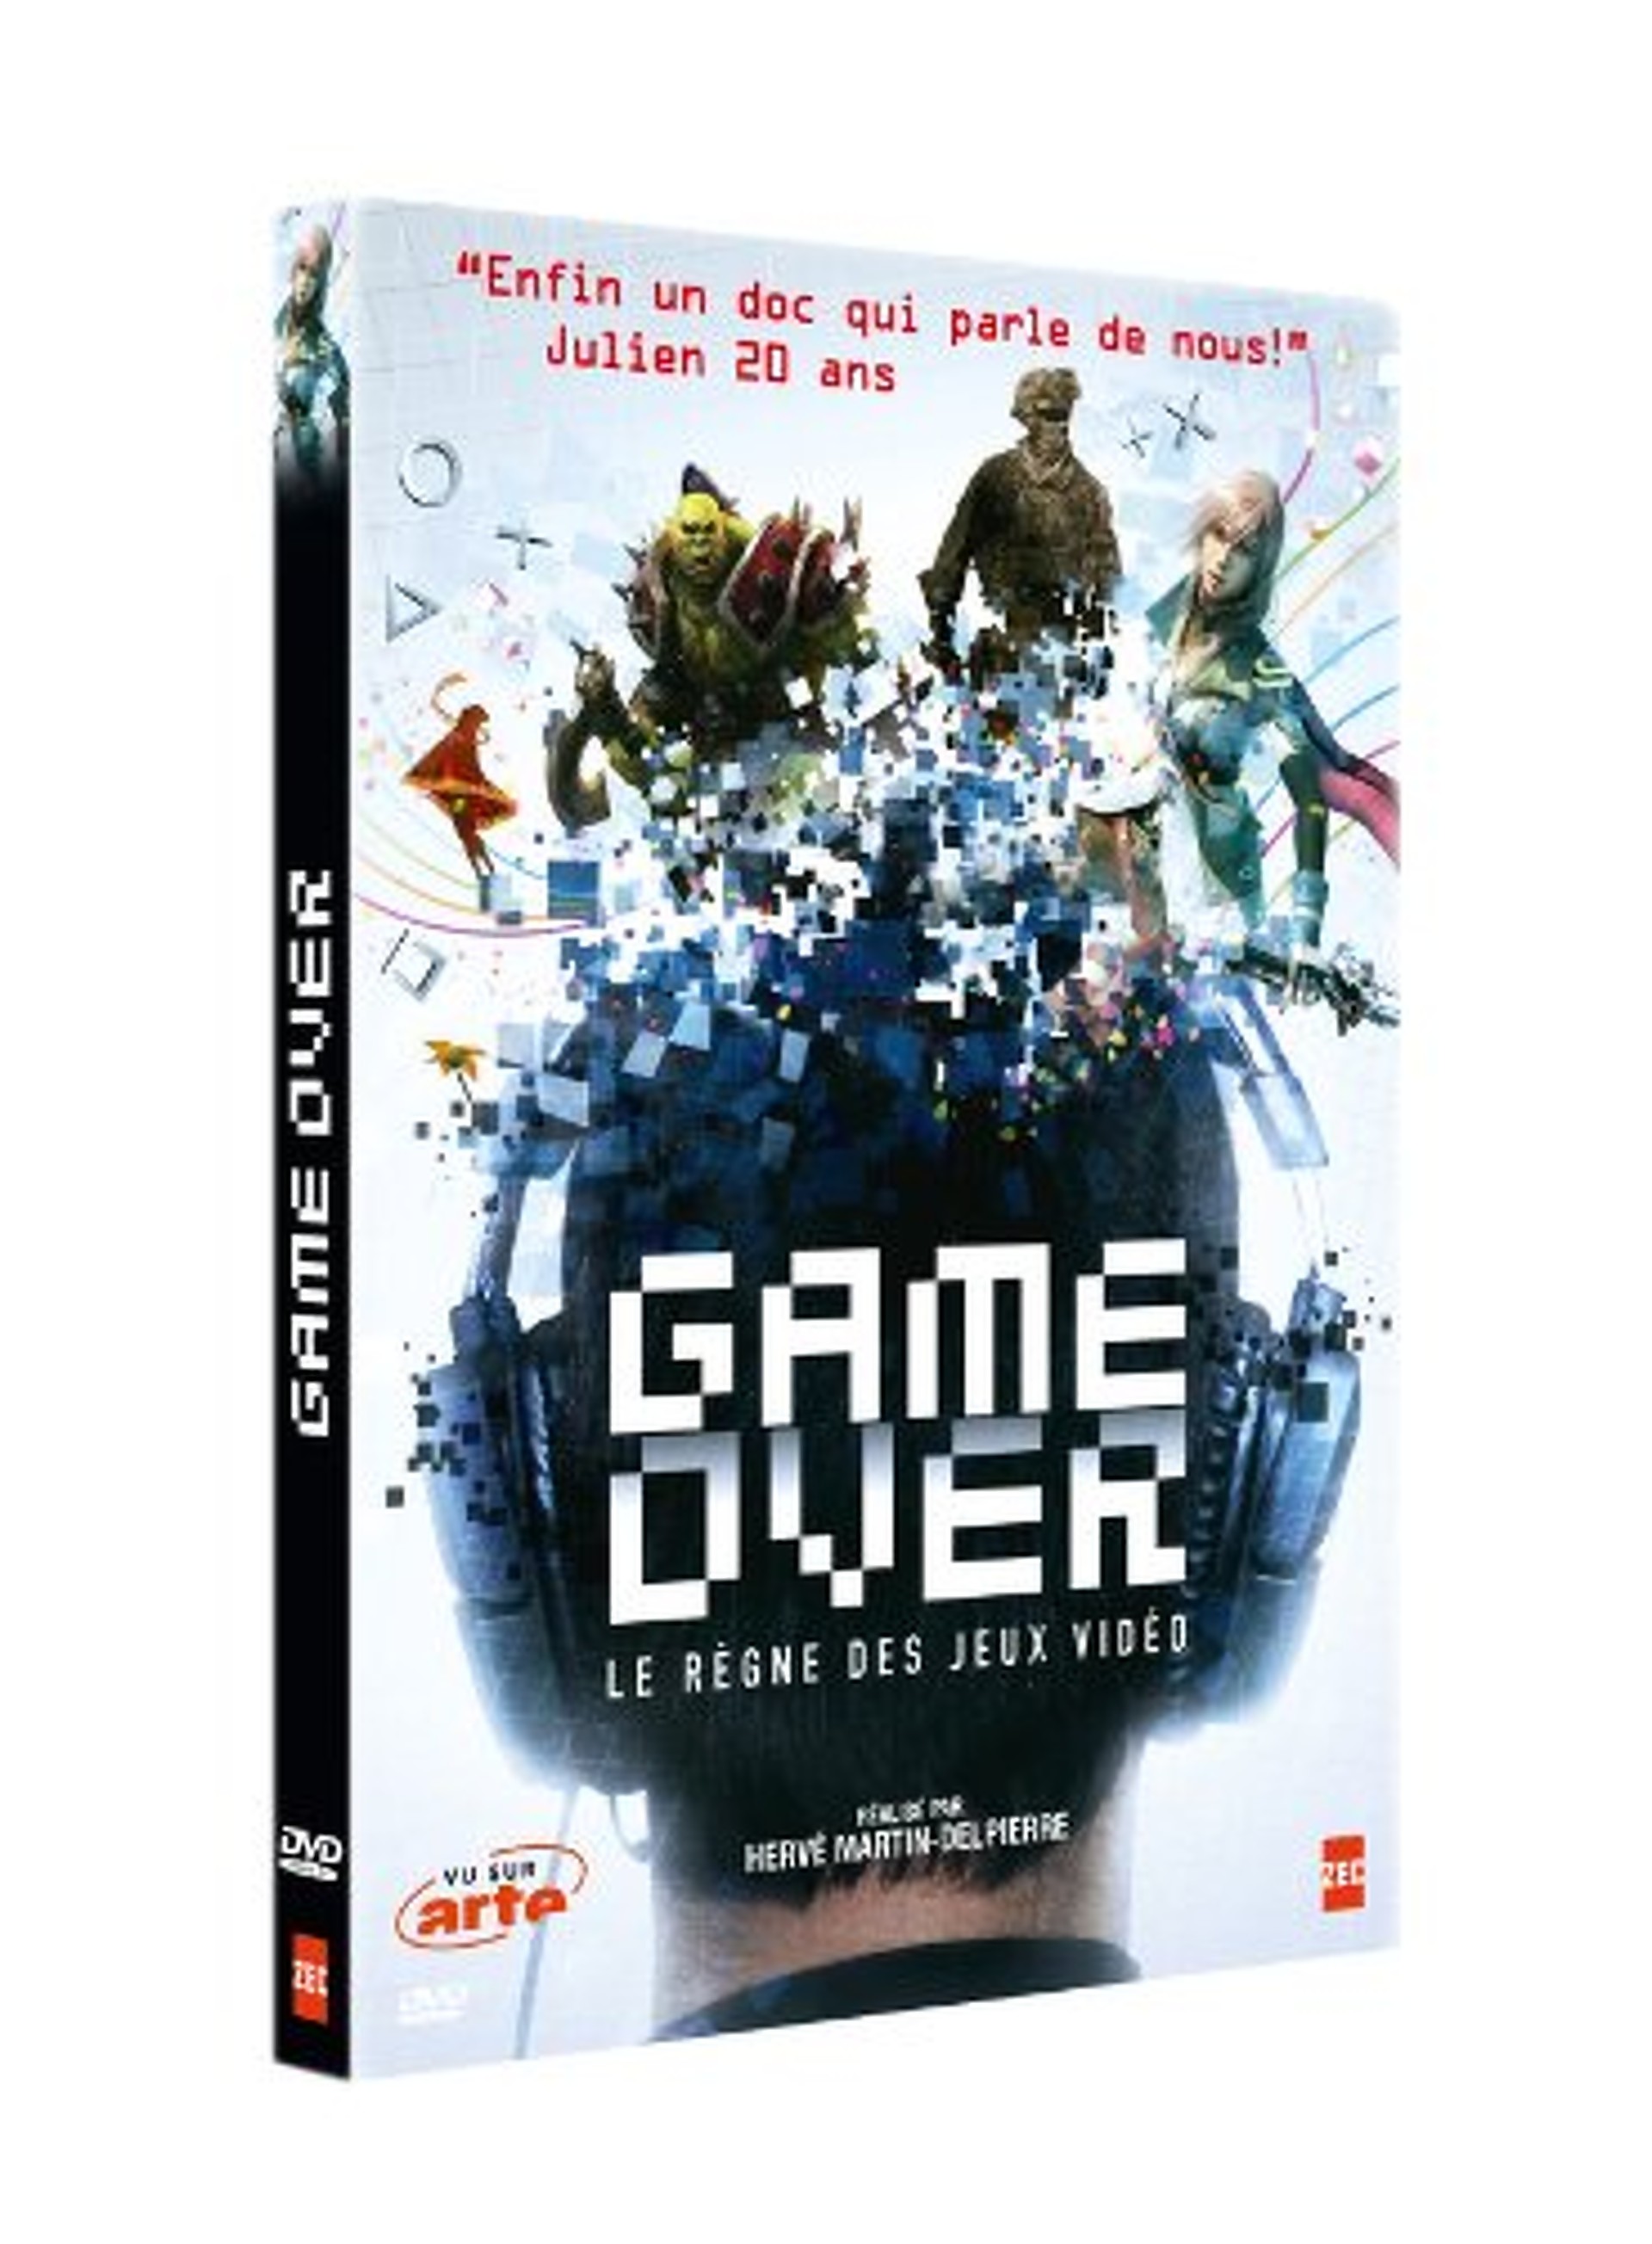 “Enfin un doc qui parle de nous!”
Julien 20 ans
GAME OVER
GAME
OVER
LE RÈGNE DES JEUX VIDÉO
RÉALISÉ PAR
HERVÉ MARTIN-DELPIERRE
VU SUR
arte
DVD
ZED
DVD
ZED